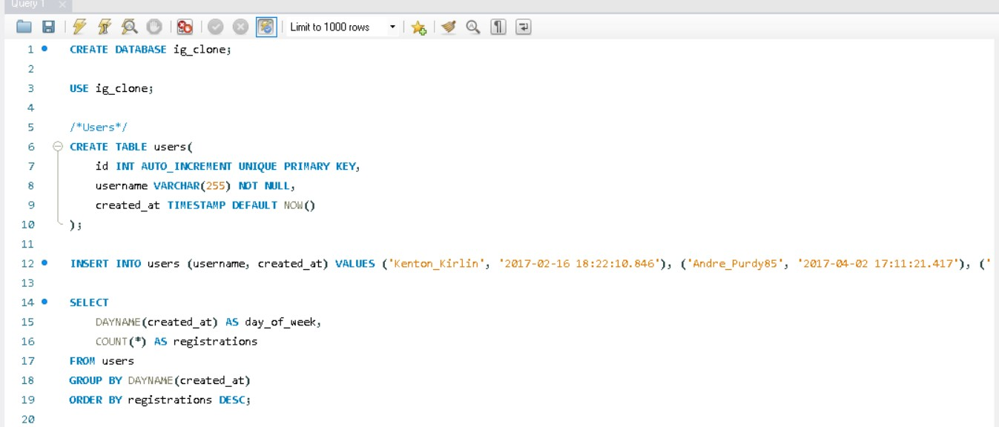 Query 1
Limit to 1000 rows
1 CREATE DATABASE ig_clone;
2
3 USE ig_clone;
4
5 /*Users*/
6 CREATE TABLE users(
7 id INT AUTO_INCREMENT UNIQUE PRIMARY KEY,
8 username VARCHAR(255) NOT NULL,
9 created_at TIMESTAMP DEFAULT NOW()
10 );
11
12 INSERT INTO users (username, created_at) VALUES ('Kenton_Kirlin', '2017-02-16 18:22:10.846'), ('Andre_Purdy85', '2017-04-02 17:11:21.417'), ('
13
14 SELECT
15 DAYNAME(created_at) AS day_of_week,
16 COUNT(*) AS registrations
17 FROM users
18 GROUP BY DAYNAME(created_at)
19 ORDER BY registrations DESC;
20